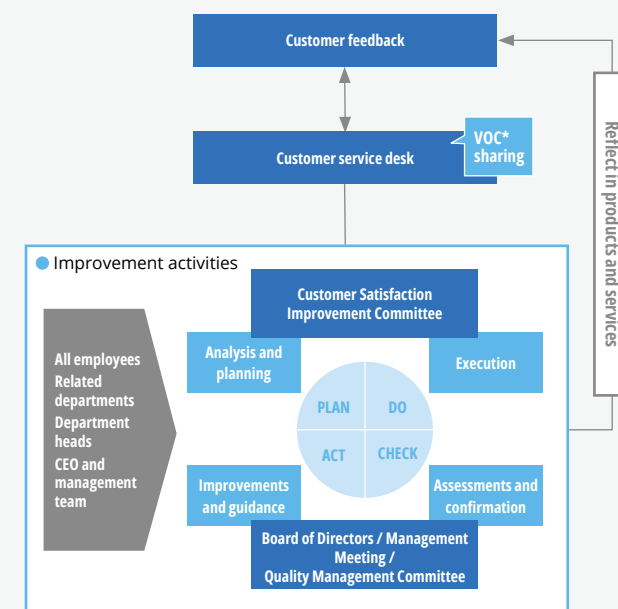 Customer feedback
Customer service desk
VOC*
sharing
Reflect in products and services
Improvement activities
Customer Satisfaction
Improvement Committee
All employees
Related
departments
Department
heads
CEO and
management
team
Analysis and
planning
Execution
PLAN
DO
ACT
CHECK
Improvements
and guidance
Assessments and
confirmation
Board of Directors / Management
Meeting /
Quality Management Committee